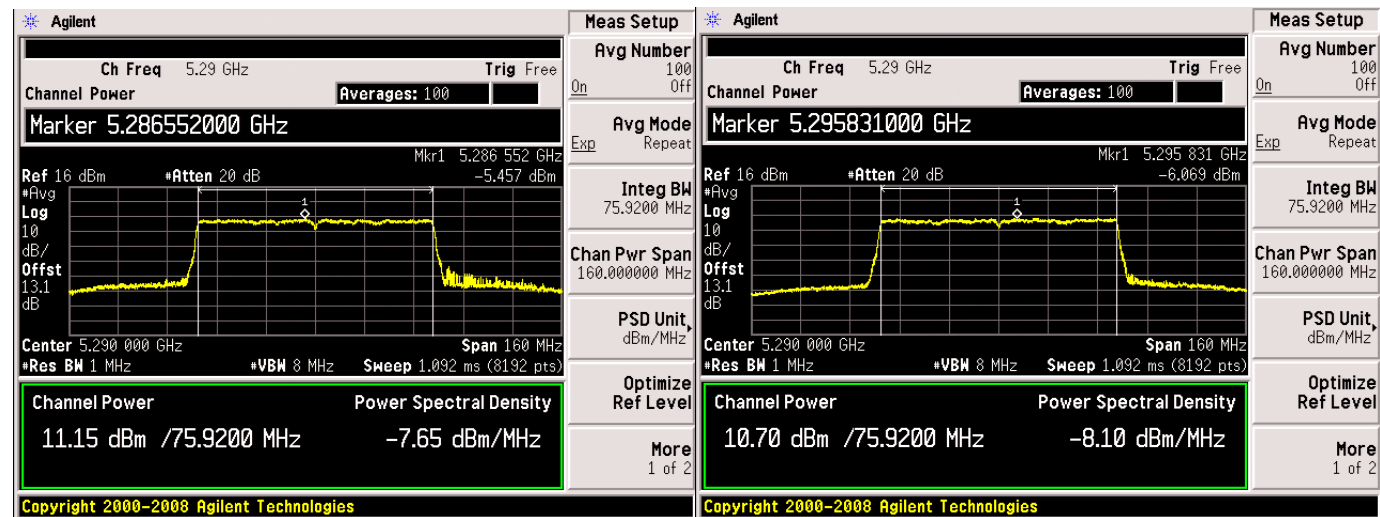 Agilent
Meas Setup
Ch Freq 5.29 GHz Trig Free
Channel Power Averages: 100
Marker 5.286552000 GHz
Mkr1 5.286 552 GHz
Ref 16 dBm #Atten 20 dB -5.457 dBm
#Avg
Log
10
dB/
Offst
13.1
dB
1
Center 5.290 000 GHz Span 160 MHz
#Res BW 1 MHz #VBW 8 MHz Sweep 1.092 ms (8192 pts)
Channel Power Power Spectral Density
11.15 dBm /75.9200 MHz -7.65 dBm/MHz
Copyright 2000-2008 Agilent Technologies
Avg Number
100
On Off
Avg Mode
Exp Repeat
Integ BW
75.9200 MHz
Chan Pwr Span
160.000000 MHz
PSD Unit
dBm/MHz
Optimize
Ref Level
More
1 of 2
Agilent
Meas Setup
Ch Freq 5.29 GHz Trig Free
Channel Power Averages: 100
Marker 5.295831000 GHz
Mkr1 5.295 831 GHz
Ref 16 dBm #Atten 20 dB -6.069 dBm
#Avg
Log
10
dB/
Offst
13.1
dB
1
Center 5.290 000 GHz Span 160 MHz
#Res BW 1 MHz #VBW 8 MHz Sweep 1.092 ms (8192 pts)
Channel Power Power Spectral Density
10.70 dBm /75.9200 MHz -8.10 dBm/MHz
Copyright 2000-2008 Agilent Technologies
Avg Number
100
On Off
Avg Mode
Exp Repeat
Integ BW
75.9200 MHz
Chan Pwr Span
160.000000 MHz
PSD Unit
dBm/MHz
Optimize
Ref Level
More
1 of 2